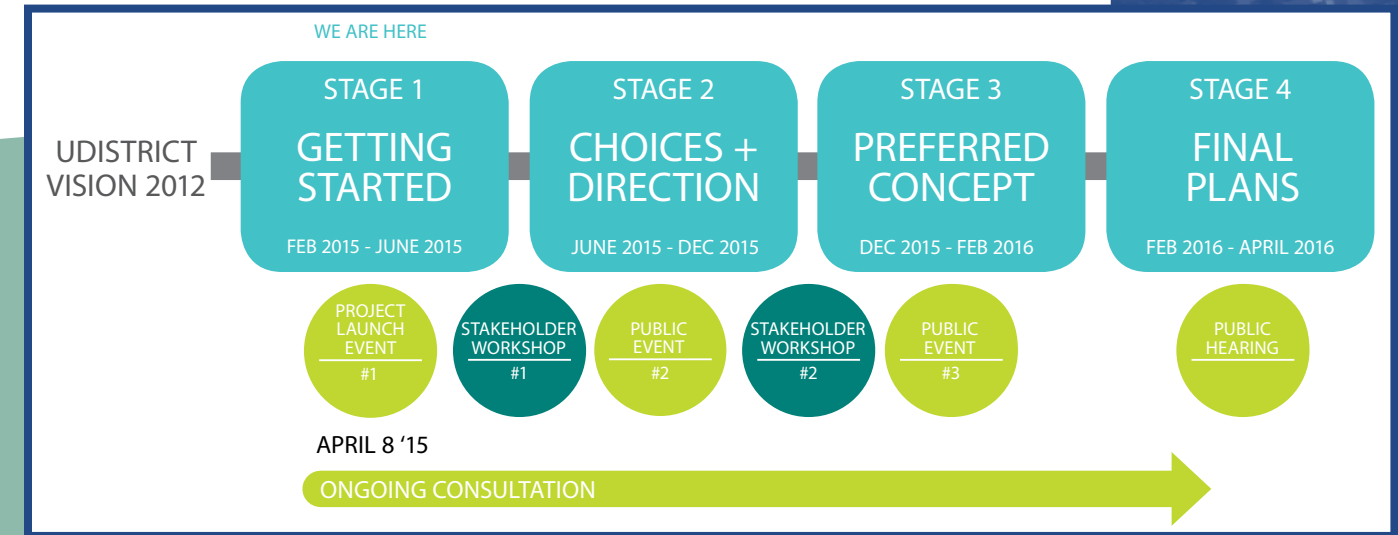 WE ARE HERE
UDISTRICT
VISION 2012
STAGE 1
GETTING
STARTED
FEB 2015 - JUNE 2015
STAGE 2
CHOICES +
DIRECTION
JUNE 2015 - DEC 2015
STAGE 3
PREFERRED
CONCEPT
DEC 2015 - FEB 2016
STAGE 4
FINAL
PLANS
FEB 2016 - APRIL 2016
PROJECT
LAUNCH
EVENT
#1
STAKEHOLDER
WORKSHOP
#1
PUBLIC
EVENT
#2
STAKEHOLDER
WORKSHOP
#2
PUBLIC
EVENT
#3
PUBLIC
HEARING
APRIL 8 ‘15
ONGOING CONSULTATION